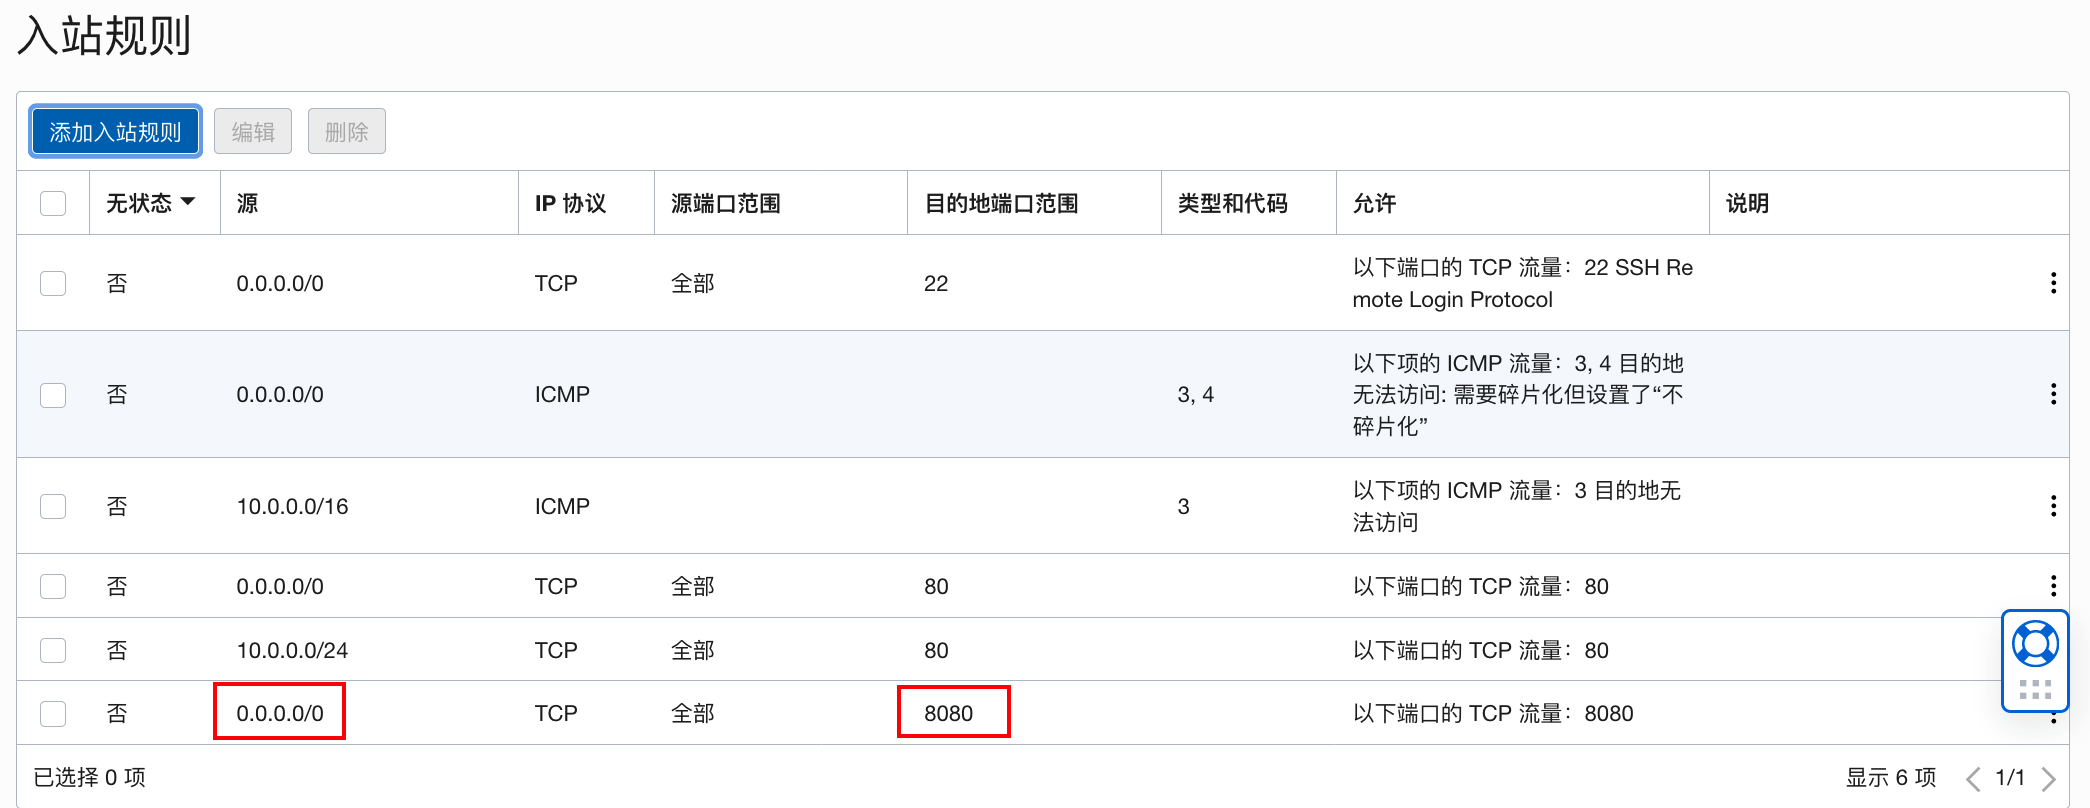 入站规则
添加入站规则 编辑 删除
无状态 源 IP 协议 源端口范围 目的地端口范围 类型和代码 允许 说明
否 0.0.0.0/0 TCP 全部 22 以下端口的 TCP 流量：22 SSH Re
mote Login Protocol
以下项的 ICMP 流量：3, 4 目的地
否 0.0.0.0/0 ICMP 3, 4 无法访问: 需要碎片化但设置了“不
碎片化”
否 10.0.0.0/16 ICMP 3 以下项的 ICMP 流量：3 目的地无
法访问
否 0.0.0.0/0 TCP 全部 80 以下端口的 TCP 流量：80
否 10.0.0.0/24 TCP 全部 80 以下端口的 TCP 流量：80
否 0.0.0.0/0 TCP 全部 8080 以下端口的 TCP 流量：8080
已选择 0 项 显示 6 项 1/1